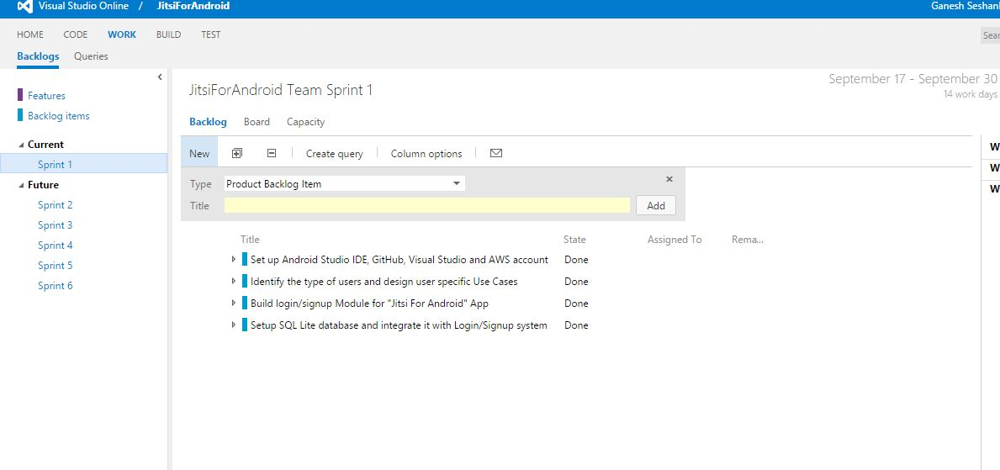 Visual Studio Online / JitsiForAndroid Ganesh Seshan
HOME CODE WORK BUILD TEST Sear
Backlogs Queries
Features
Backlog items
Current
Sprint 1
Future
Sprint 2
Sprint 3
Sprint 4
Sprint 5
Sprint 6
JitsiForAndroid Team Sprint 1
September 17 - September 30
14 work days
Backlog Board Capacity
New Create query Column options
Type Product Backlog Item
Title Add
Title State Assigned To Rema...
Set up Android Studio IDE, GitHub, Visual Studio and AWS account Done
Identify the type of users and design user specific Use Cases Done
Build login/signup Module for "Jitsi For Android" App Done
Setup SQL Lite database and integrate it with Login/Signup system Done
W
W
W